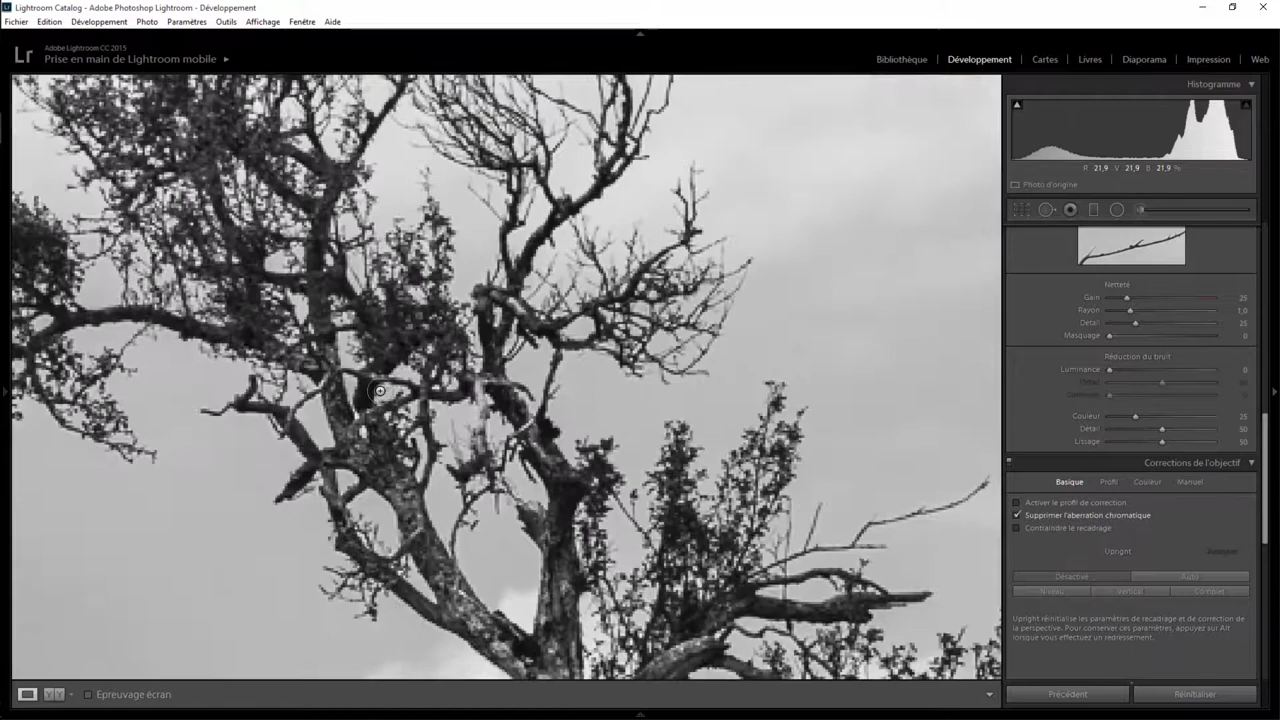 Lightroom Catalog - Adobe Photoshop Lightroom - Développement
Fichier Edition Développement Photo Paramètres Outils Affichage Fenêtre Aide
Lr
Adobe Lightroom CC 2015
Prise en main de Lightroom mobile
Bibliothèque Développement Cartes Livres Diaporama Impression Web
Histogramme
R 21,9 V 21,9 B 21,9 %
Photo d'origine
Netteté
Gain 25
Rayon 1,0
Détail 25
Masquage 0
Réduction du bruit
Luminance 0
Couleur 25
Détail 50
Lissage 50
Corrections de l'objectif
Basique Profil Couleur Manuel
Activer le profil de correction
Supprimer l'aberration chromatique
Contraindre le recadrage
Upright
Désactivé Auto
Niveau Vertical Complet
Upright réinitialise les paramètres de recadrage et de correction
de la perspective. Pour conserver ces paramètres, appuyez sur Alt
lorsque vous effectuez un redressement.
Epreuvage écran
Précédent Réinitialiser